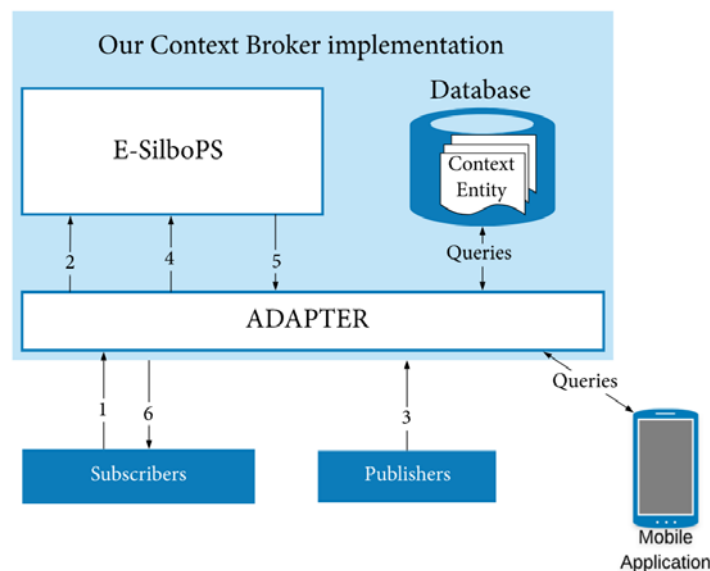 Our Context Broker implementation
Database
E-SilboPS
Context
Entity
2
4
5
Queries
ADAPTER
Queries
1
6
3
Subscribers
Publishers
Mobile
Application